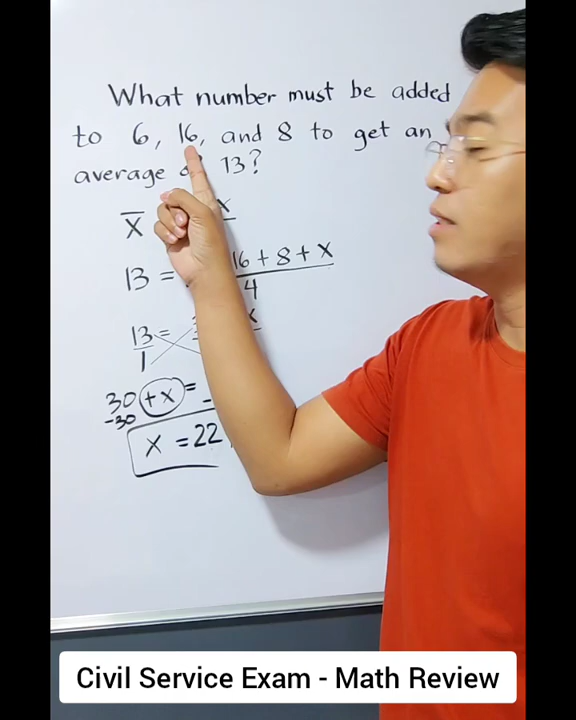 What number must be added
to 6, 16, and 8 to get an
average 13?
X̅ x
13 = 16 + 8 + x
4
13 = x
1
30 + x =
-30
x = 22
Civil Service Exam - Math Review